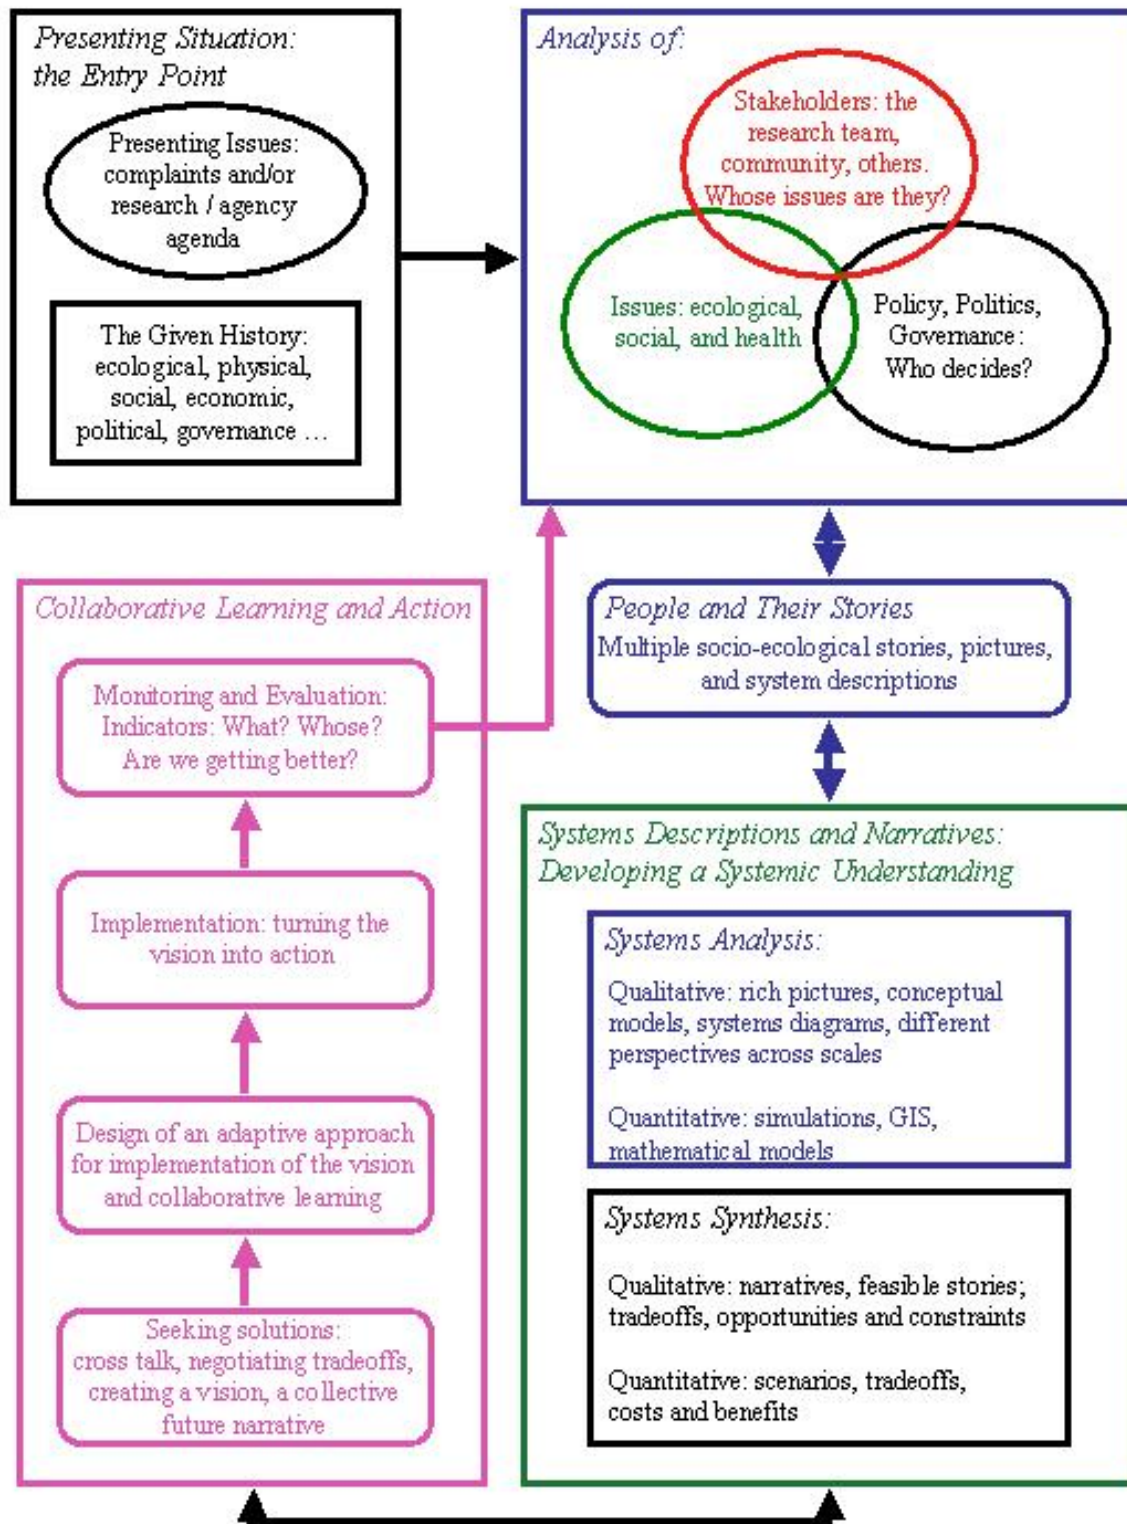 Presenting Situation:
the Entry Point
Presenting Issues:
complaints and/or
research / agency
agenda
The Given History:
ecological, physical,
social, economic,
political, governance …
Analysis of:
Stakeholders: the
research team,
community, others.
Whose issues are they?
Issues: ecological,
social, and health
Policy, Politics,
Governance:
Who decides?
People and Their Stories
Multiple socio-ecological stories, pictures,
and system descriptions
Systems Descriptions and Narratives:
Developing a Systemic Understanding
Systems Analysis:
Qualitative: rich pictures, conceptual
models, systems diagrams, different
perspectives across scales
Quantitative: simulations, GIS,
mathematical models
Systems Synthesis:
Qualitative: narratives, feasible stories;
tradeoffs, opportunities and constraints
Quantitative: scenarios, tradeoffs,
costs and benefits
Collaborative Learning and Action
Monitoring and Evaluation:
Indicators: What? Whose?
Are we getting better?
Implementation: turning the
vision into action
Design of an adaptive approach
for implementation of the vision
and collaborative learning
Seeking solutions:
cross talk, negotiating tradeoffs,
creating a vision, a collective
future narrative